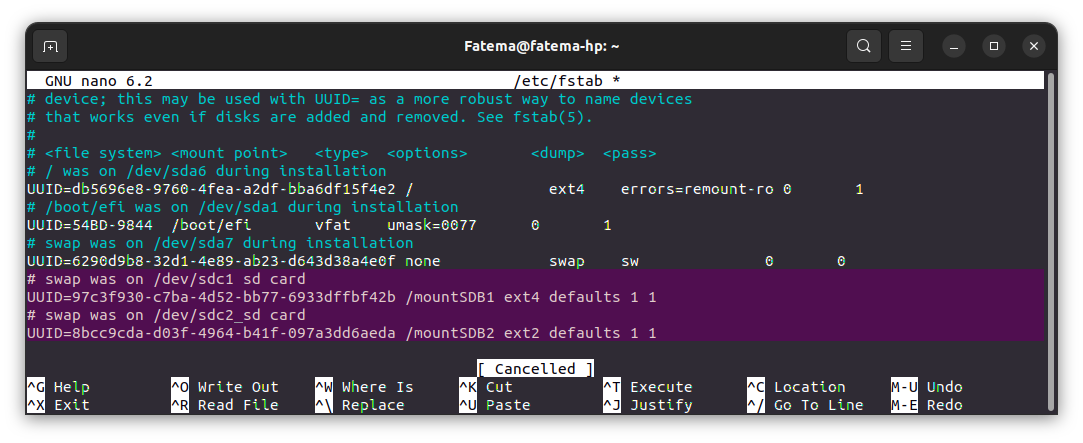 Fatema@fatema-hp: ~
GNU nano 6.2 /etc/fstab *
# device; this may be used with UUID= as a more robust way to name devices
# that works even if disks are added and removed. See fstab(5).
#
# <file system> <mount point>   <type>  <options>       <dump>  <pass>
# / was on /dev/sda6 during installation
UUID=db5696e8-9760-4fea-a2df-bba6df15f4e2 /               ext4    errors=remount-ro 0       1
# /boot/efi was on /dev/sda1 during installation
UUID=54BD-9844  /boot/efi       vfat    umask=0077      0       1
# swap was on /dev/sda7 during installation
UUID=6290d9b8-32d1-4e89-ab23-d643d38a4e0f none            swap    sw              0       0
# swap was on /dev/sdc1 sd card
UUID=97c3f930-c7ba-4d52-bb77-6933dffbf42b /mountSDB1 ext4 defaults 1 1
# swap was on /dev/sdc2_sd card
UUID=8bcc9cda-d03f-4964-b41f-097a3dd6aeda /mountSDB2 ext2 defaults 1 1
[ Cancelled ]
^G Help ^O Write Out ^W Where Is ^K Cut ^T Execute ^C Location M-U Undo
^X Exit ^R Read File ^\ Replace ^U Paste ^J Justify ^/ Go To Line M-E Redo